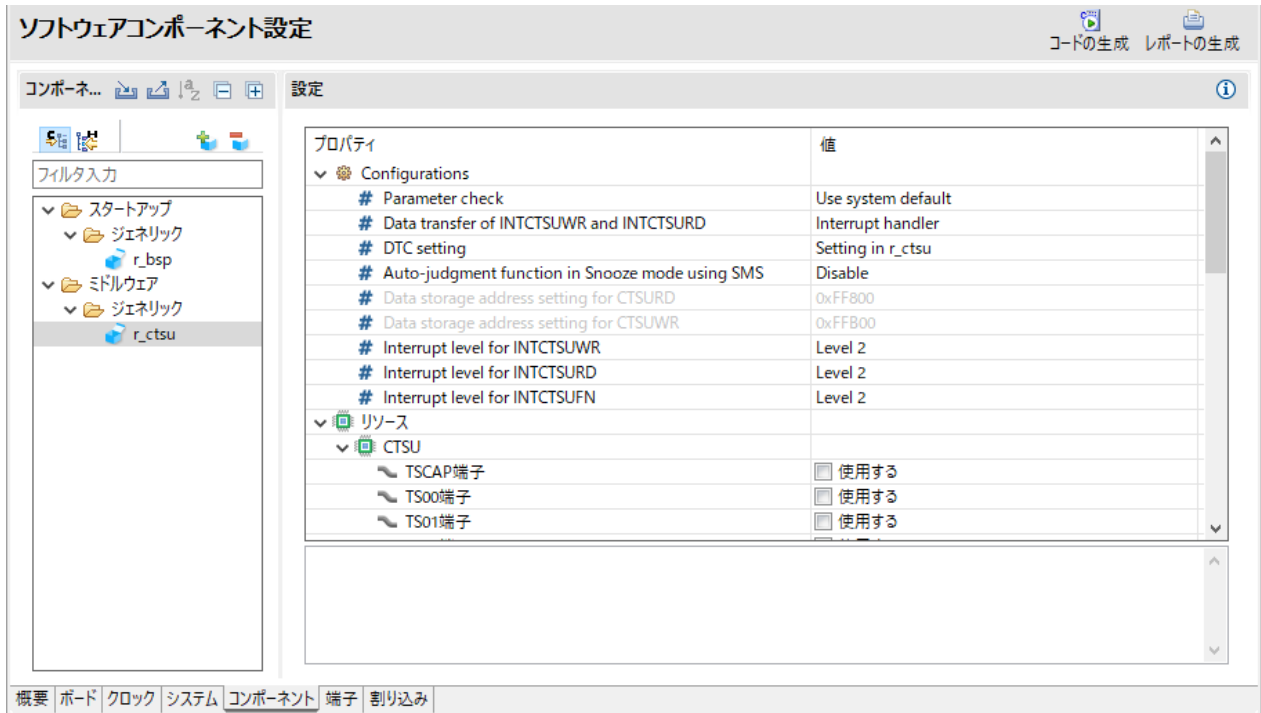 ソフトウェアコンポーネント設定
コードの生成 レポートの生成
コンポーネ...
設定
フィルタ入力
スタートアップ
ジェネリック
r_bsp
ミドルウェア
ジェネリック
r_ctsu
プロパティ 値
Configurations
# Parameter check Use system default
# Data transfer of INTCTSUWR and INTCTSURD Interrupt handler
# DTC setting Setting in r_ctsu
# Auto-judgment function in Snooze mode using SMS Disable
# Data storage address setting for CTSURD 0xFF800
# Data storage address setting for CTSUWR 0xFFB00
# Interrupt level for INTCTSUWR Level 2
# Interrupt level for INTCTSURD Level 2
# Interrupt level for INTCTSUFN Level 2
リソース
CTSU
TSCAP端子 使用する
TS00端子 使用する
TS01端子 使用する
概要 ボード クロック システム コンポーネント 端子 割り込み